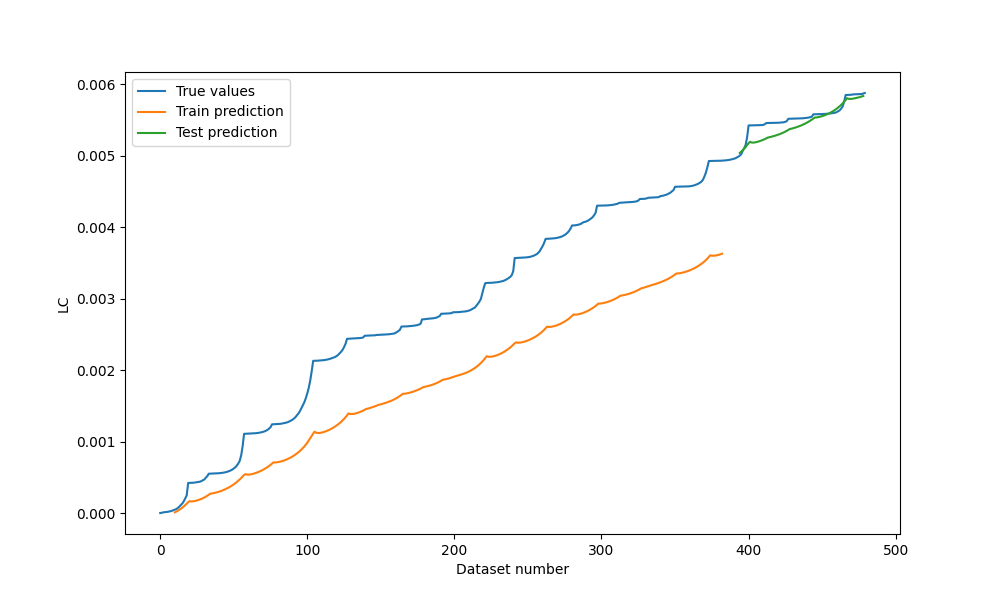 0.006
0.005
0.004
0.003
0.002
0.001
0.000
LC
True values
Train prediction
Test prediction
0
100
200
300
400
500
Dataset number